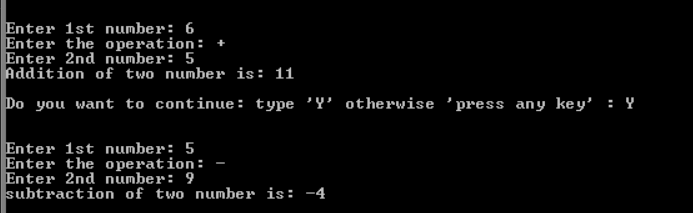 Enter 1st number: 6
Enter the operation: +
Enter 2nd number: 5
Addition of two number is: 11
Do you want to continue: type 'Y' otherwise 'press any key' : Y
Enter 1st number: 5
Enter the operation: -
Enter 2nd number: 9
subtraction of two number is: -4